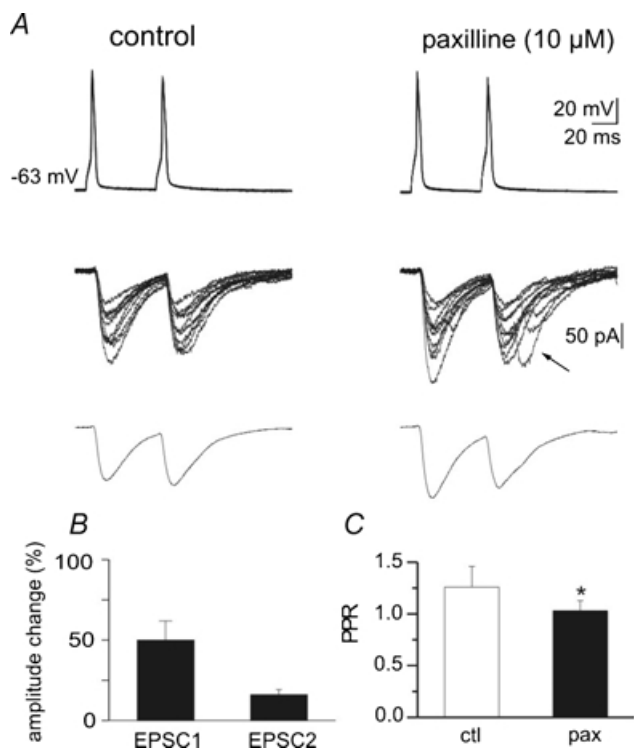 A
control
paxilline (10 µM)
20 mV
20 ms
-63 mV
50 pA
B
amplitude change (%)
100
50
0
EPSC1
EPSC2
C
PPR
1.5
1.0
0.5
0.0
*
ctl
pax